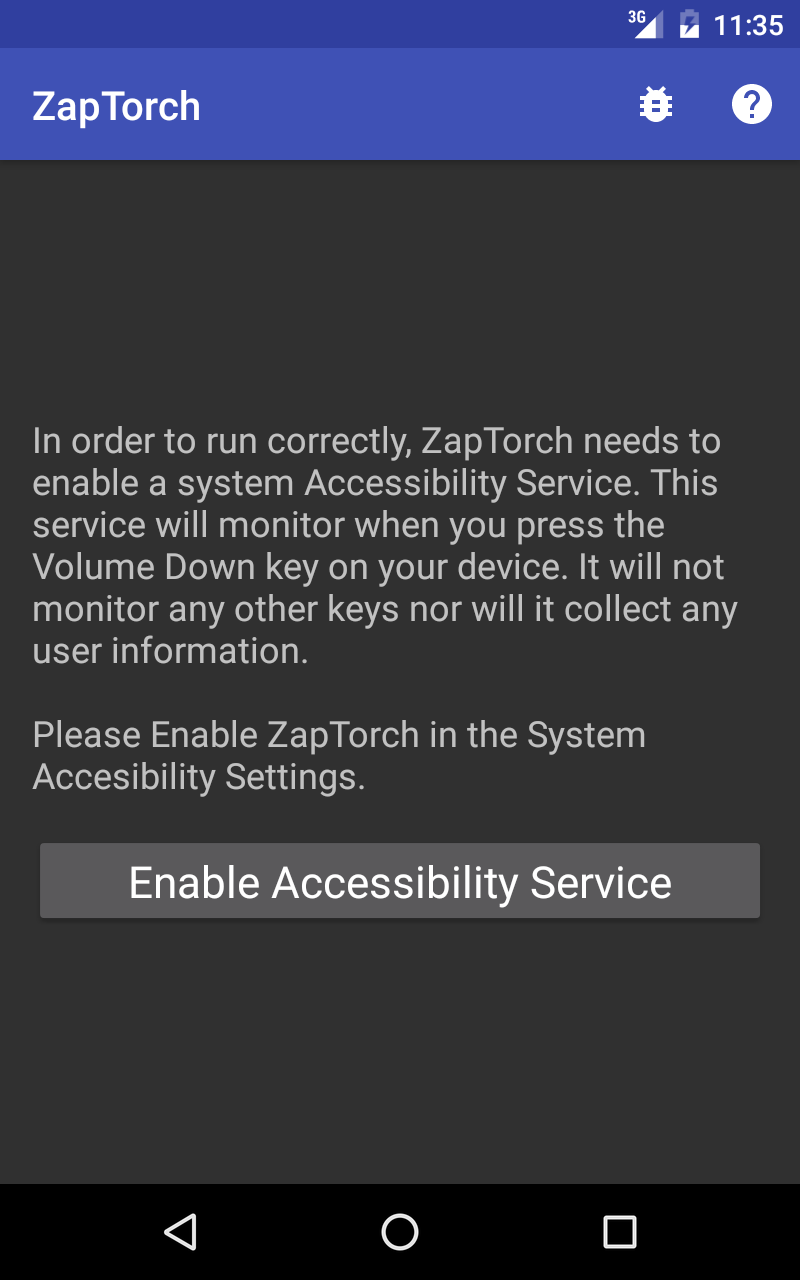 3G 11:35
ZapTorch
In order to run correctly, ZapTorch needs to
enable a system Accessibility Service. This
service will monitor when you press the
Volume Down key on your device. It will not
monitor any other keys nor will it collect any
user information.
Please Enable ZapTorch in the System
Accesibility Settings.
Enable Accessibility Service